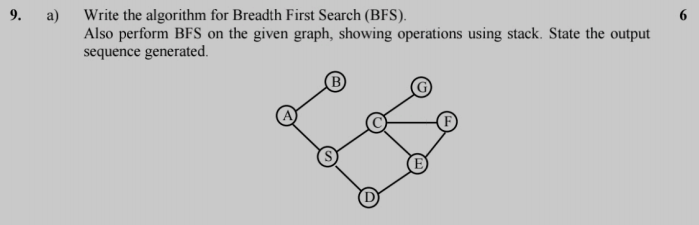 9. a) Write the algorithm for Breadth First Search (BFS). 6
Also perform BFS on the given graph, showing operations using stack. State the output
sequence generated.
B
G
A
C
F
S
E
D